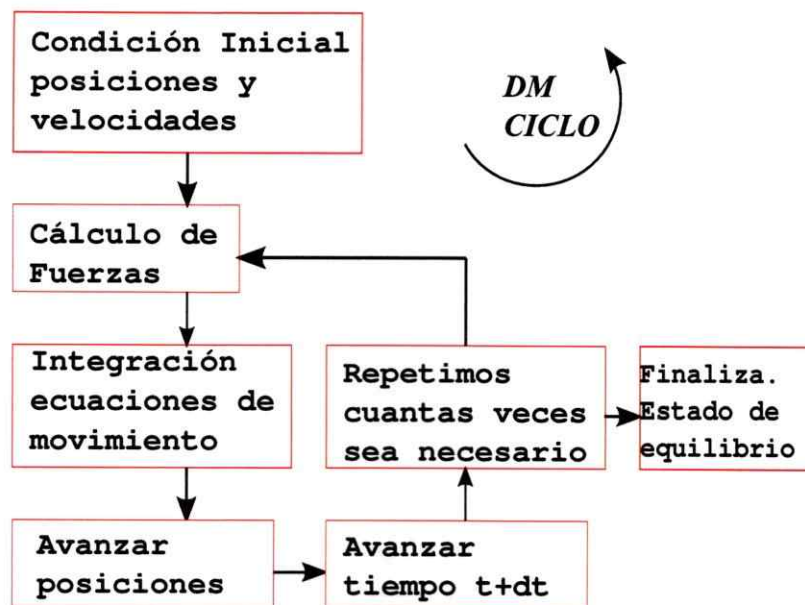 Condición Inicial
posiciones y
velocidades
DM
CICLO
Cálculo de
Fuerzas
Integración
ecuaciones de
movimiento
Repetimos
cuantas veces
sea necesario
Finaliza.
Estado de
equilibrio
Avanzar
posiciones
Avanzar
tiempo t+dt